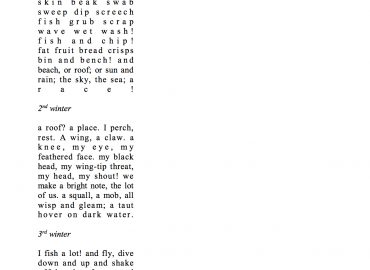 skin beak swab
sweep dip screech
fish grub scrap
wave wet wash!
fish and chip!
fat fruit bread crisps
bin and bench! and
beach, or roof; or sun and
rain; the sky, the sea; a
r a c e !
2nd winter
a roof? a place. I perch,
rest. A wing, a claw. a
knee, my eye, my
feathered face. my black
head, my wing-tip threat,
my head, my shout! we
make a bright note, the lot
of us. a squall, a mob, all
wisp and gleam; a taut
hover on dark water.
3rd winter
I fish a lot! and fly, dive
down and up and shake